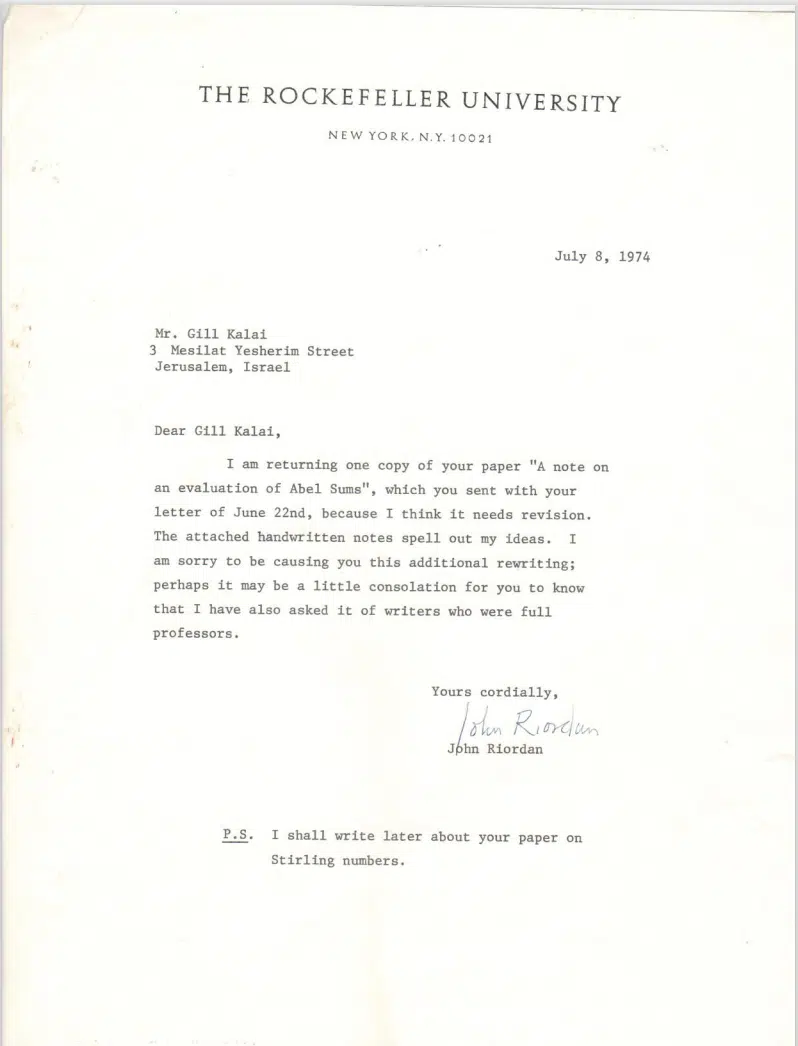 THE ROCKEFELLER UNIVERSITY
NEW YORK, N.Y. 10021
July 8, 1974
Mr. Gill Kalai
3 Mesilat Yesherim Street
Jerusalem, Israel
Dear Gill Kalai,
I am returning one copy of your paper "A note on
an evaluation of Abel Sums", which you sent with your
letter of June 22nd, because I think it needs revision.
The attached handwritten notes spell out my ideas. I
am sorry to be causing you this additional rewriting;
perhaps it may be a little consolation for you to know
that I have also asked it of writers who were full
professors.
Yours cordially,
John Riordan
John Riordan
P.S. I shall write later about your paper on
Stirling numbers.